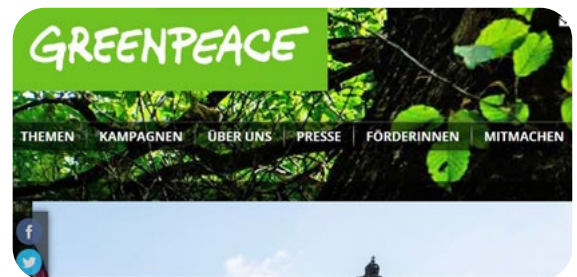 GREENPEACE
THEMEN KAMPAGNEN ÜBER UNS PRESSE FÖRDERINNEN MITMACHEN
f